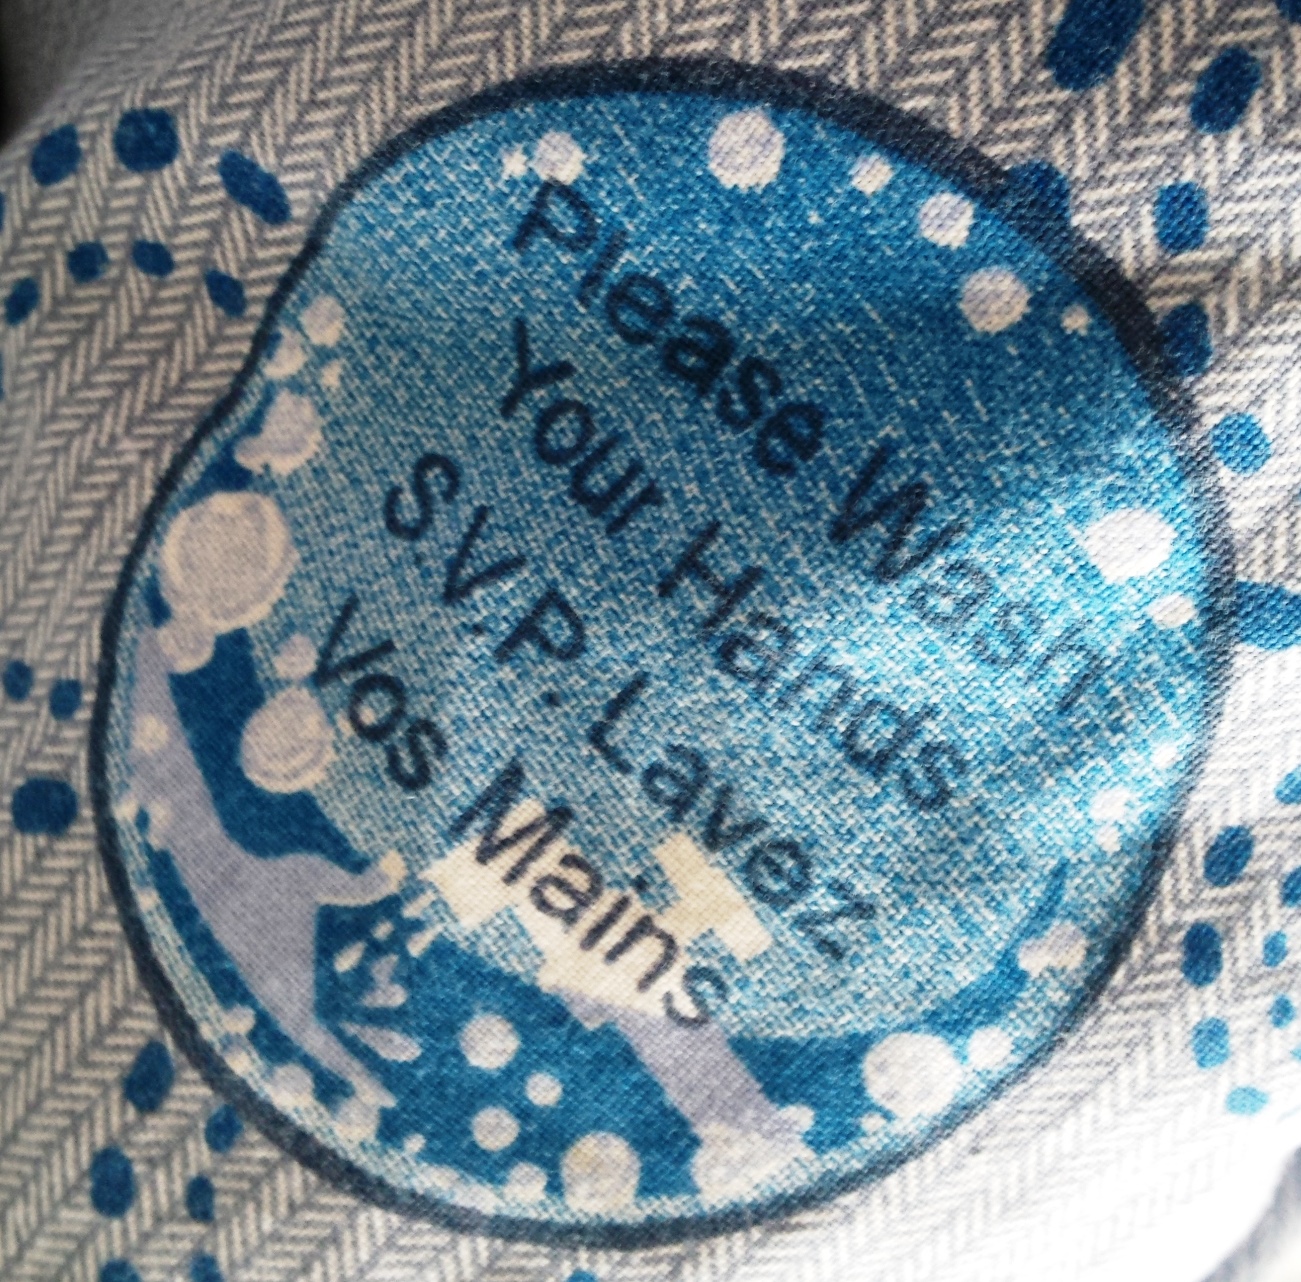 Please Wash
Your Hands
S.V.P. Lavez
Vos Mains